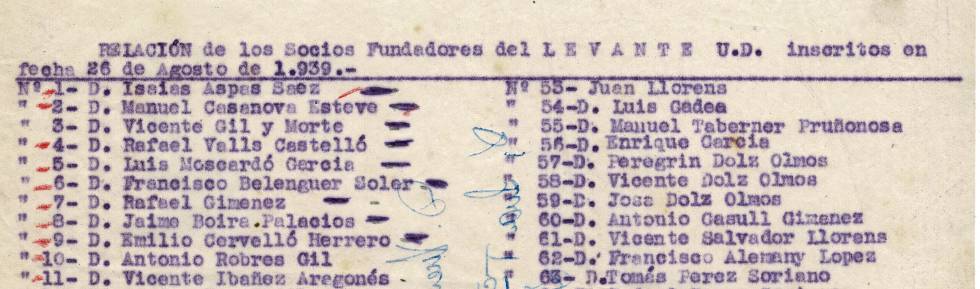 RELACIÓN de los Socios Fundadores del L E V A N T E U.D. inscritos en
fecha 26 de Agosto de 1.939.-
Nº 1- D. Isaias Aspas Saez
" 2- D. Manuel Casanova Esteve
" 3- D. Vicente Gil y Morte
" 4- D. Rafael Valls Castelló
" 5- D. Luis Moscardó Garcia
" 6- D. Francisco Belenguer Soler
" 7- D. Rafael Gimenez
" 8- D. Jaime Boira Palacios
" 9- D. Emilio Cervelló Herrero
" 10- D. Antonio Robres Gil
" 11- D. Vicente Ibañez Aragonés
Nº 53- Juan Llorens
" 54-D. Luis Gadea
" 55-D. Manuel Taberner Pruñonosa
" 56-D. Enrique Garcia
" 57-D. Peregrin Dolz Olmos
" 58-D. Vicente Dolz Olmos
" 59-D. Jose Dolz Olmos
" 60-D. Antonio Casull Gimenez
" 61-D. Vicente Salvador Llorens
" 62-D. Francisco Alemany Lopez
" 63- D.Tomás Perez Soriano